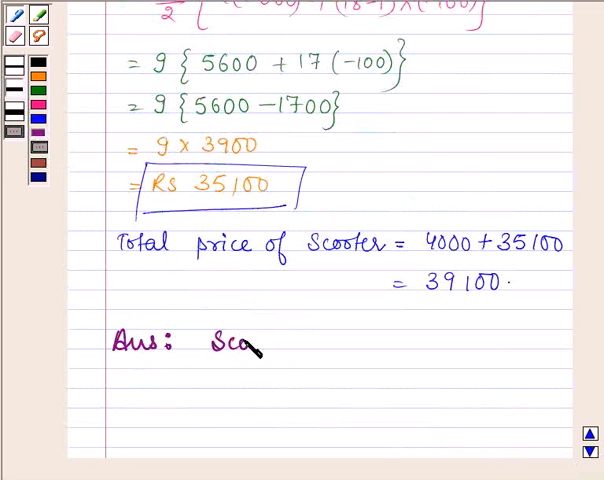 = 9 { 5600 + 17 (-100)}
= 9 { 5600 - 1700}
= 9 x 3900
= Rs 35100
Total price of Scooter = 4000 + 35100
= 39100.
Ans: Sco